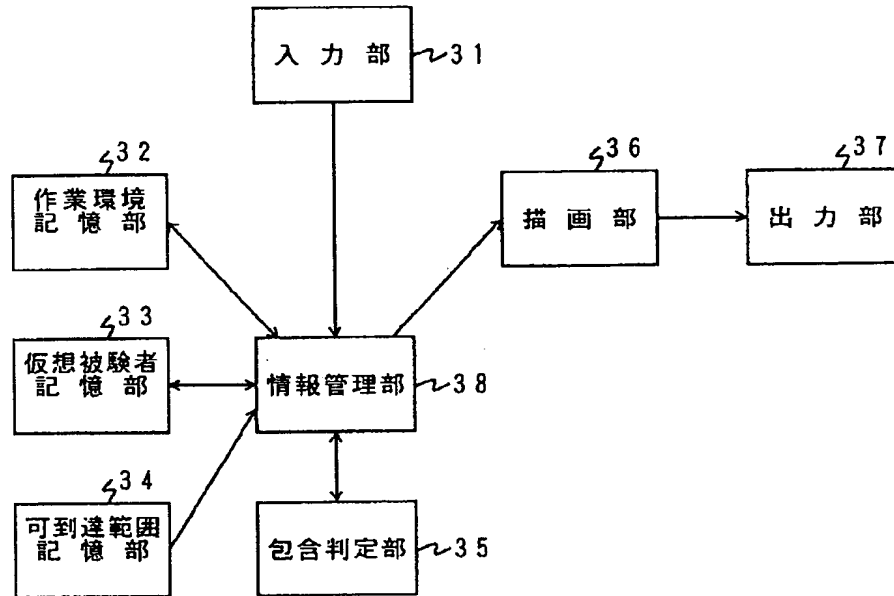 入力部
31
32
作業環境
記憶部
36
描画部
37
出力部
33
仮想被験者
記憶部
情報管理部
38
34
可到達範囲
記憶部
包含判定部
35